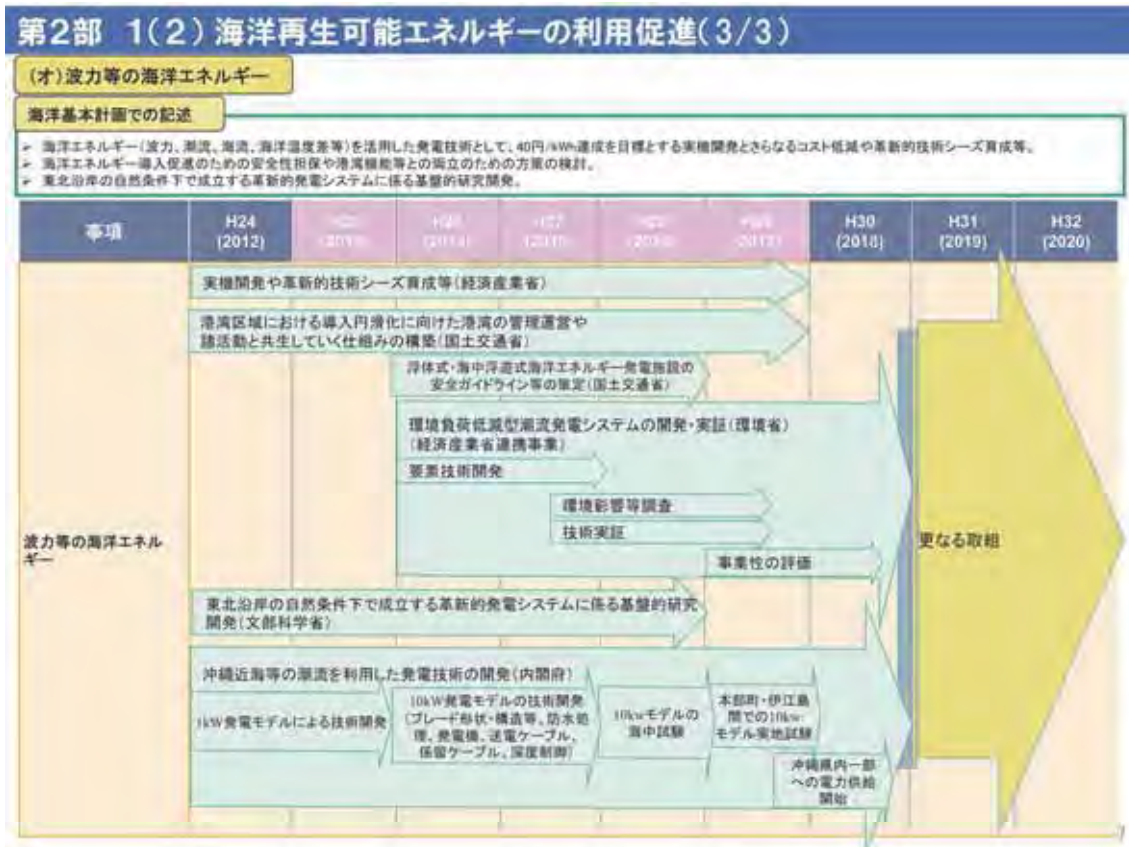 第2部 1(2) 海洋再生可能エネルギーの利用促進(3/3)
(オ)波力等の海洋エネルギー
海洋基本計画での記述
➢ 海洋エネルギー(波力、潮流、海流、海洋温度差等)を活用した発電技術として、40円/kWh達成を目標とする実機開発とさらなるコスト低減や革新的技術シーズ育成等。
➢ 海洋エネルギー導入促進のための安全性担保や港湾機能等との両立のための方策の検討。
➢ 東北沿岸の自然条件下で成立する革新的発電システムに係る基盤的研究開発。
事項
H24
(2012)
H30
(2018)
H31
(2019)
H32
(2020)
波力等の海洋エネル
ギー
実機開発や革新的技術シーズ育成等(経済産業省)
港湾区域における導入円滑化に向けた港湾の管理運営や
諸活動と共生していく仕組みの構築(国土交通省)
浮体式・海中浮遊式海洋エネルギー発電施設の
安全ガイドライン等の策定(国土交通省)
環境負荷低減型潮流発電システムの開発・実証(環境省)
(経済産業省連携事業)
要素技術開発
環境影響等調査
技術実証
事業性の評価
更なる取組
東北沿岸の自然条件下で成立する革新的発電システムに係る基盤的研究
開発(文部科学省)
沖縄近海等の潮流を利用した発電技術の開発(内閣府)
1kW発電モデルによる技術開発
10kW発電モデルの技術開発
(ブレード形状・構造等、防水処
理、発電機、送電ケーブル、
係留ケーブル、深度制御)
10kwモデルの
海中試験
本部町・伊江島
間での10kw
モデル実地試験
沖縄県内一部
への電力供給
開始
7